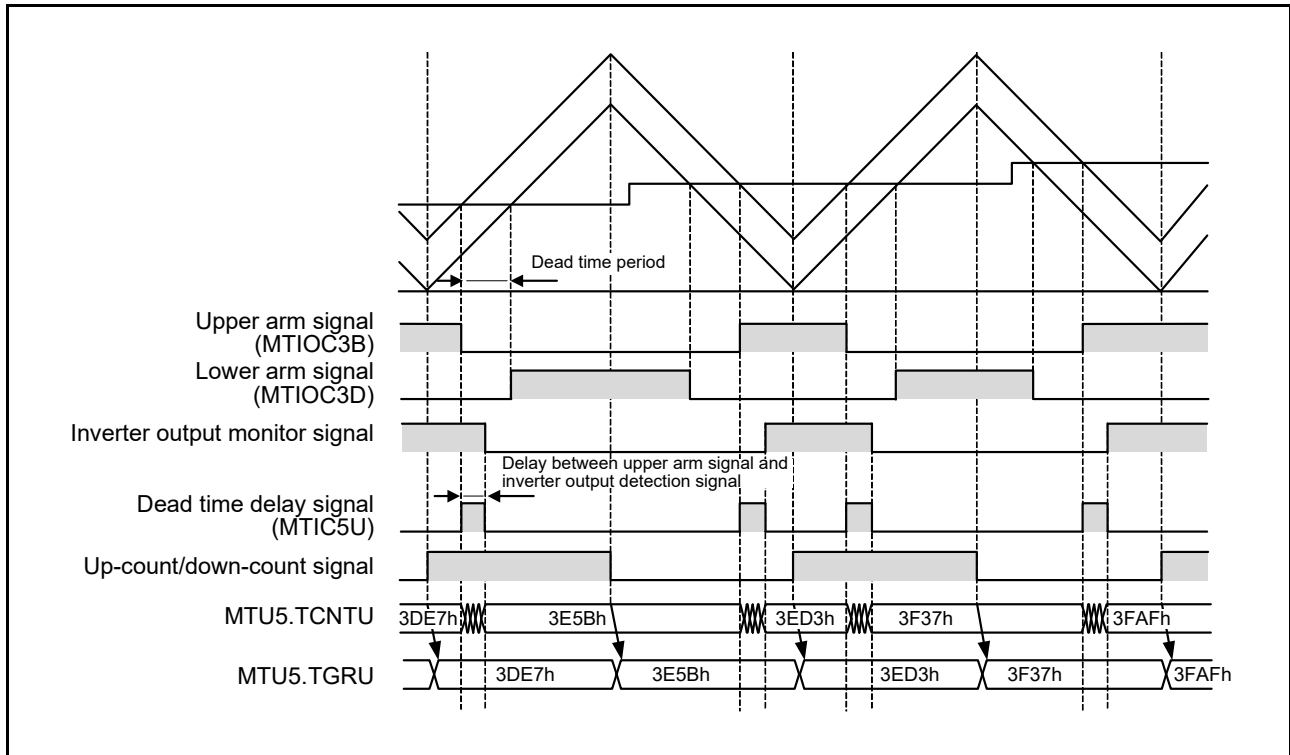 Dead time period
Upper arm signal
(MTIOC3B)
Lower arm signal
(MTIOC3D)
Inverter output monitor signal
Delay between upper arm signal and
inverter output detection signal
Dead time delay signal
(MTIC5U)
Up-count/down-count signal
MTU5.TCNTU 3DE7h 3E5Bh 3ED3h 3F37h 3FAFh
MTU5.TGRU 3DE7h 3E5Bh 3ED3h 3F37h 3FAFh